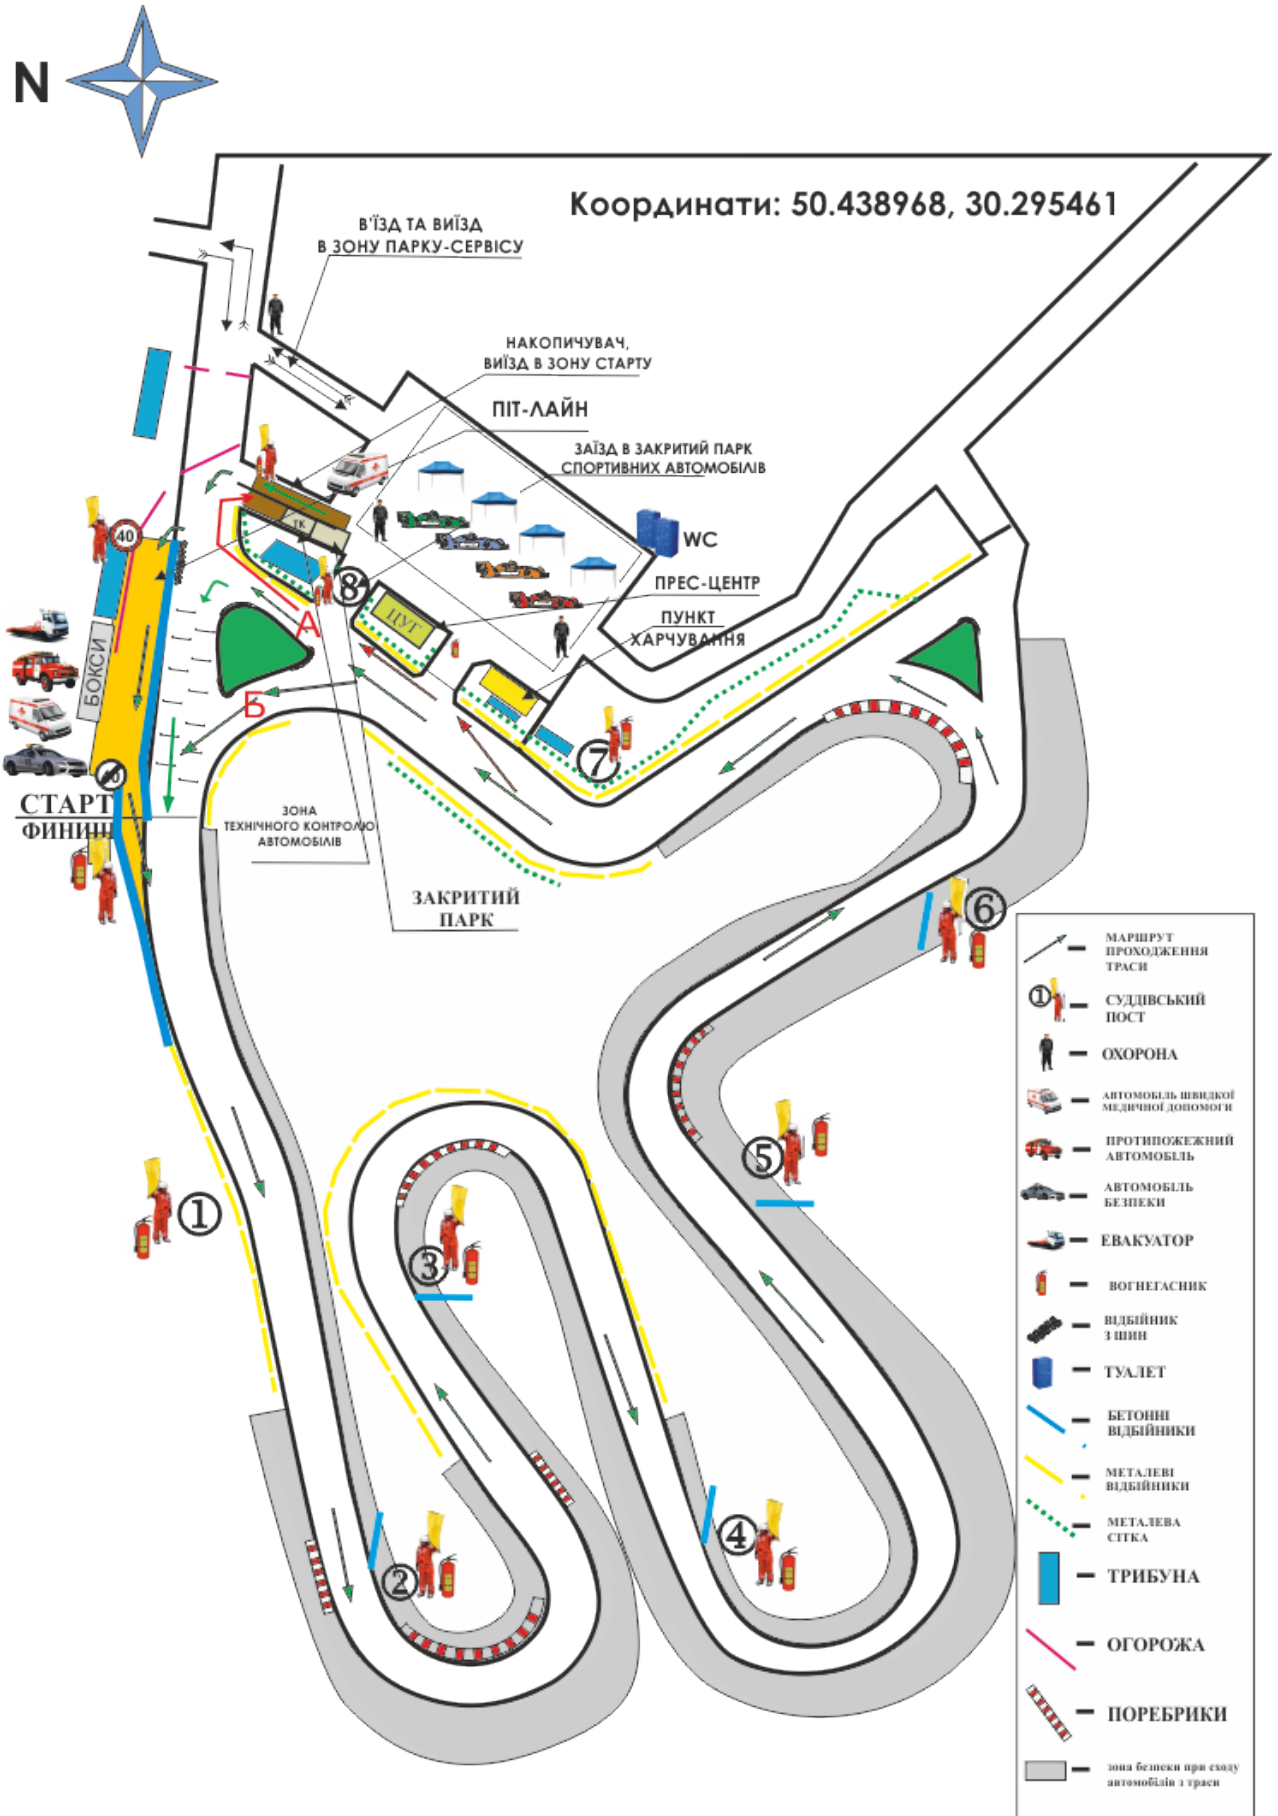 N
Координати: 50.438968, 30.295461
В'ЇЗД ТА ВИЇЗД
В ЗОНУ ПАРКУ-СЕРВІСУ
НАКОПИЧУВАЧ,
ВИЇЗД В ЗОНУ СТАРТУ
ПІТ-ЛАЙН
ЗАЇЗД В ЗАКРИТИЙ ПАРК
СПОРТИВНИХ АВТОМОБІЛІВ
WC
40
ТК
8
ПРЕС-ЦЕНТР
ЦУГ
ПУНКТ
ХАРЧУВАННЯ
А
БОКСИ
Б
7
СТАРТ
ФИНИШ
ЗОНА
ТЕХНІЧНОГО КОНТРОЛЮ
АВТОМОБІЛІВ
ЗАКРИТИЙ
ПАРК
6
5
1
3
4
2
МАРШРУТ
ПРОХОДЖЕННЯ
ТРАСИ
1
СУДДІВСЬКИЙ
ПОСТ
ОХОРОНА
АВТОМОБІЛЬ ШВИДКОЇ
МЕДИЧНОЇ ДОПОМОГИ
ПРОТИПОЖЕЖНИЙ
АВТОМОБІЛЬ
АВТОМОБІЛЬ
БЕЗПЕКИ
ЕВАКУАТОР
ВОГНЕГАСНИК
ВІДБІЙНИК
З ШИН
ТУАЛЕТ
БЕТОННІ
ВІДБІЙНИКИ
МЕТАЛЕВІ
ВІДБІЙНИКИ
МЕТАЛЕВА
СІТКА
ТРИБУНА
ОГОРОЖА
ПОРЕБРИКИ
зона безпеки при сходу
автомобілів з траси